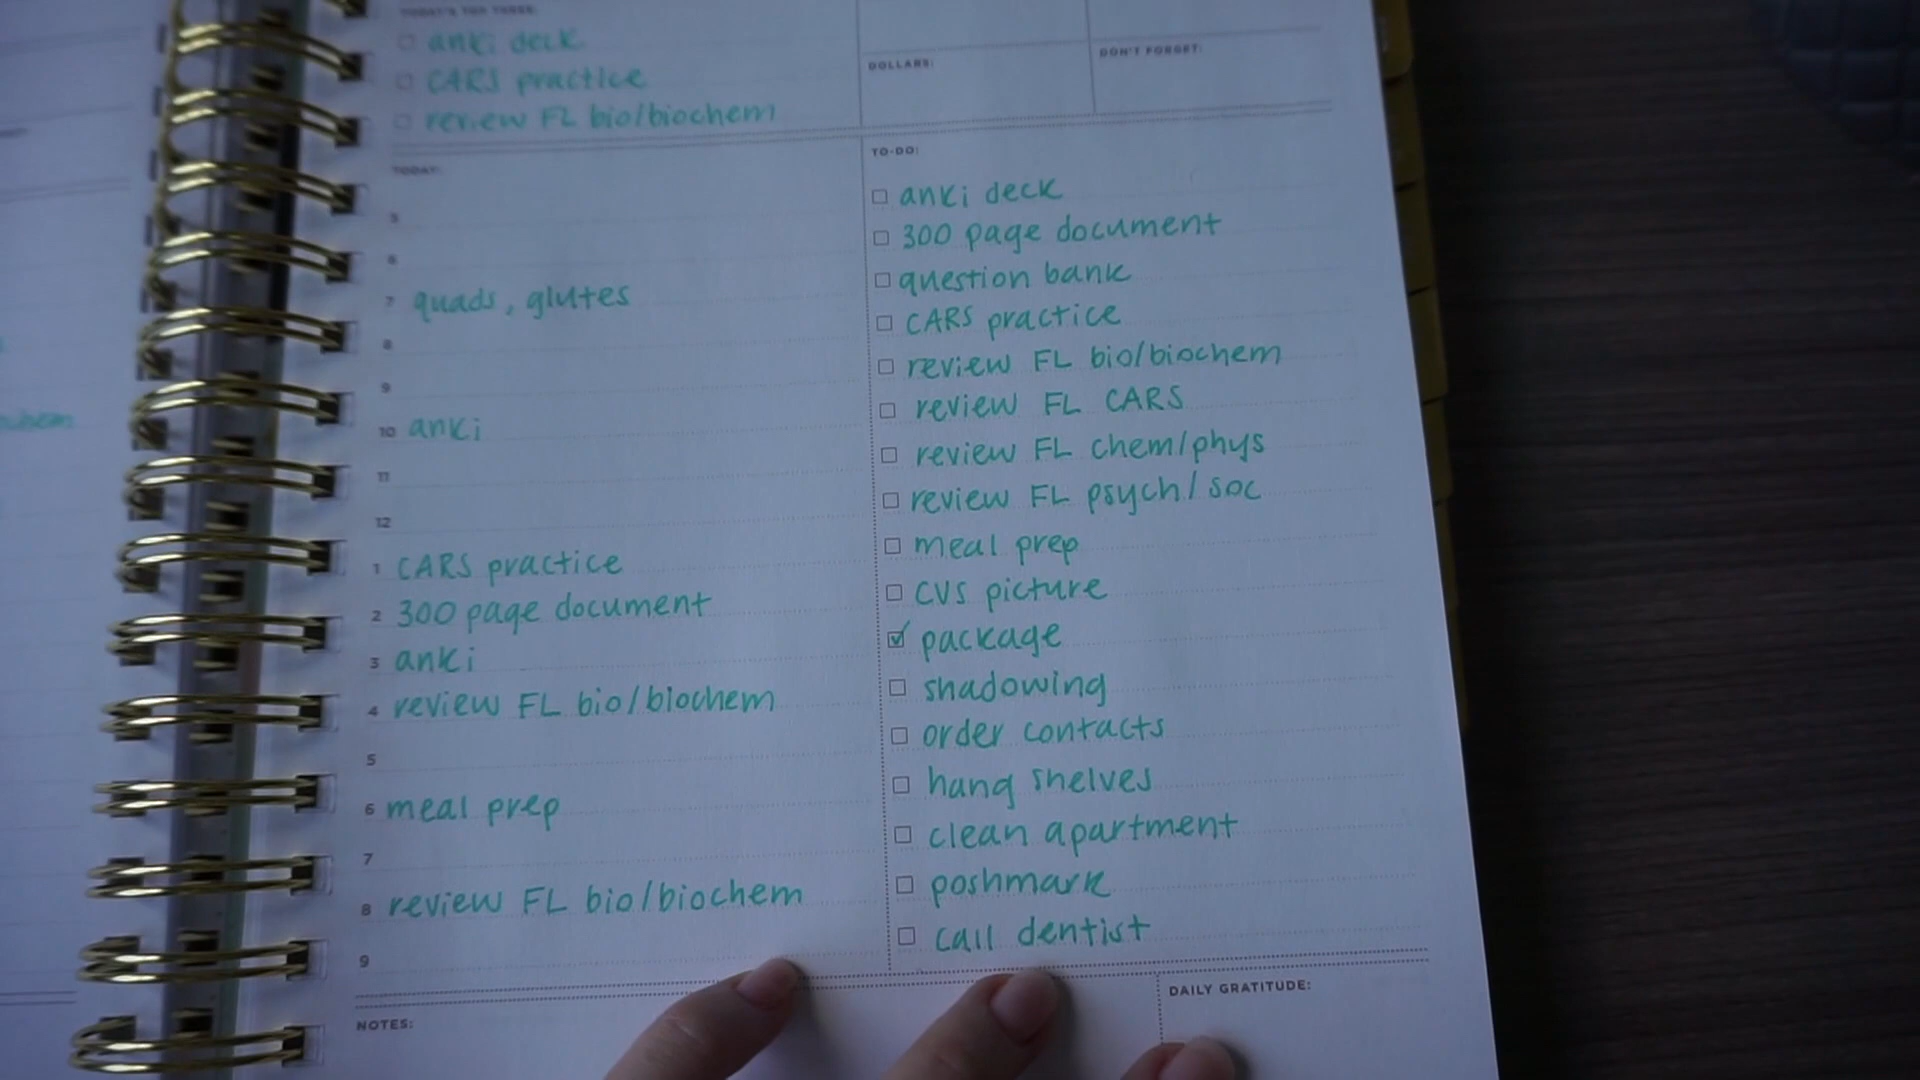 TODAY'S TOP THREE:
anki deck
CARS practice
review FL bio/biochem
DOLLARS:
DON'T FORGET:
TODAY:
5
6
7 quads, glutes
8
9
10 anki
11
12
1 CARS practice
2 300 page document
3 anki
4 review FL bio/biochem
5
6 meal prep
7
8 review FL bio/biochem
9
TO-DO:
anki deck
300 page document
question bank
CARS practice
review FL bio/biochem
review FL CARS
review FL chem/phys
review FL psych/soc
meal prep
CVS picture
package
shadowing
order contacts
hang shelves
clean apartment
poshmark
call dentist
NOTES:
DAILY GRATITUDE: